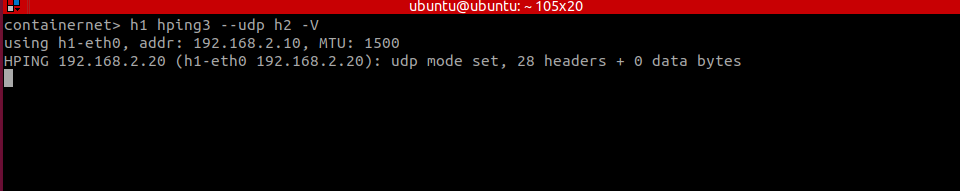 ubuntu@ubuntu: ~ 105x20
containernet> h1 hping3 --udp h2 -V
using h1-eth0, addr: 192.168.2.10, MTU: 1500
HPING 192.168.2.20 (h1-eth0 192.168.2.20): udp mode set, 28 headers + 0 data bytes